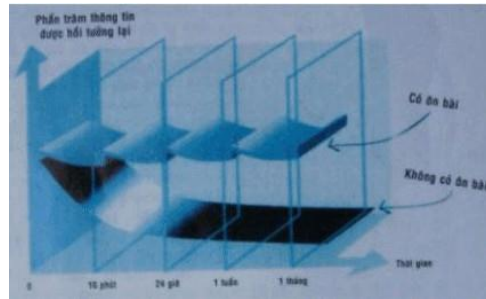 Phần trăm thông tin
được hồi tưởng lại
Có ôn bài
Không có ôn bài
Thời gian
0
10 phút
24 giờ
1 tuần
1 tháng